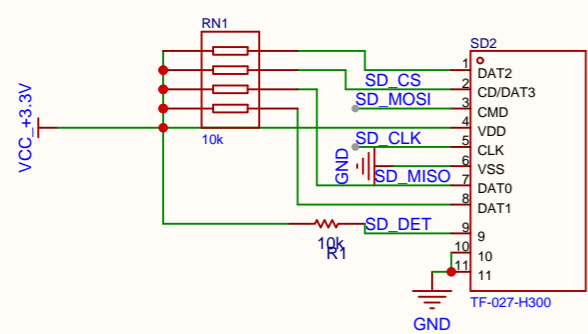 RN1
SD2
1
DAT2
SD_CS
2
CD/DAT3
SD_MOSI
3
CMD
VCC_+3.3V
4
VDD
10k
SD_CLK
5
CLK
GND
6
VSS
SD_MISO
7
DAT0
8
DAT1
SD_DET
9
9
10k
R1
10
10
11
11
TF-027-H300
GND